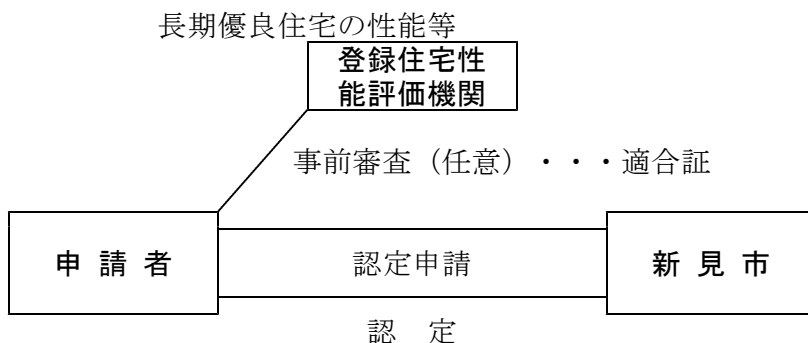 長期優良住宅の性能等
登録住宅性
能評価機関
事前審査（任意）・・・適合証
申 請 者
認定申請
新 見 市
認　定